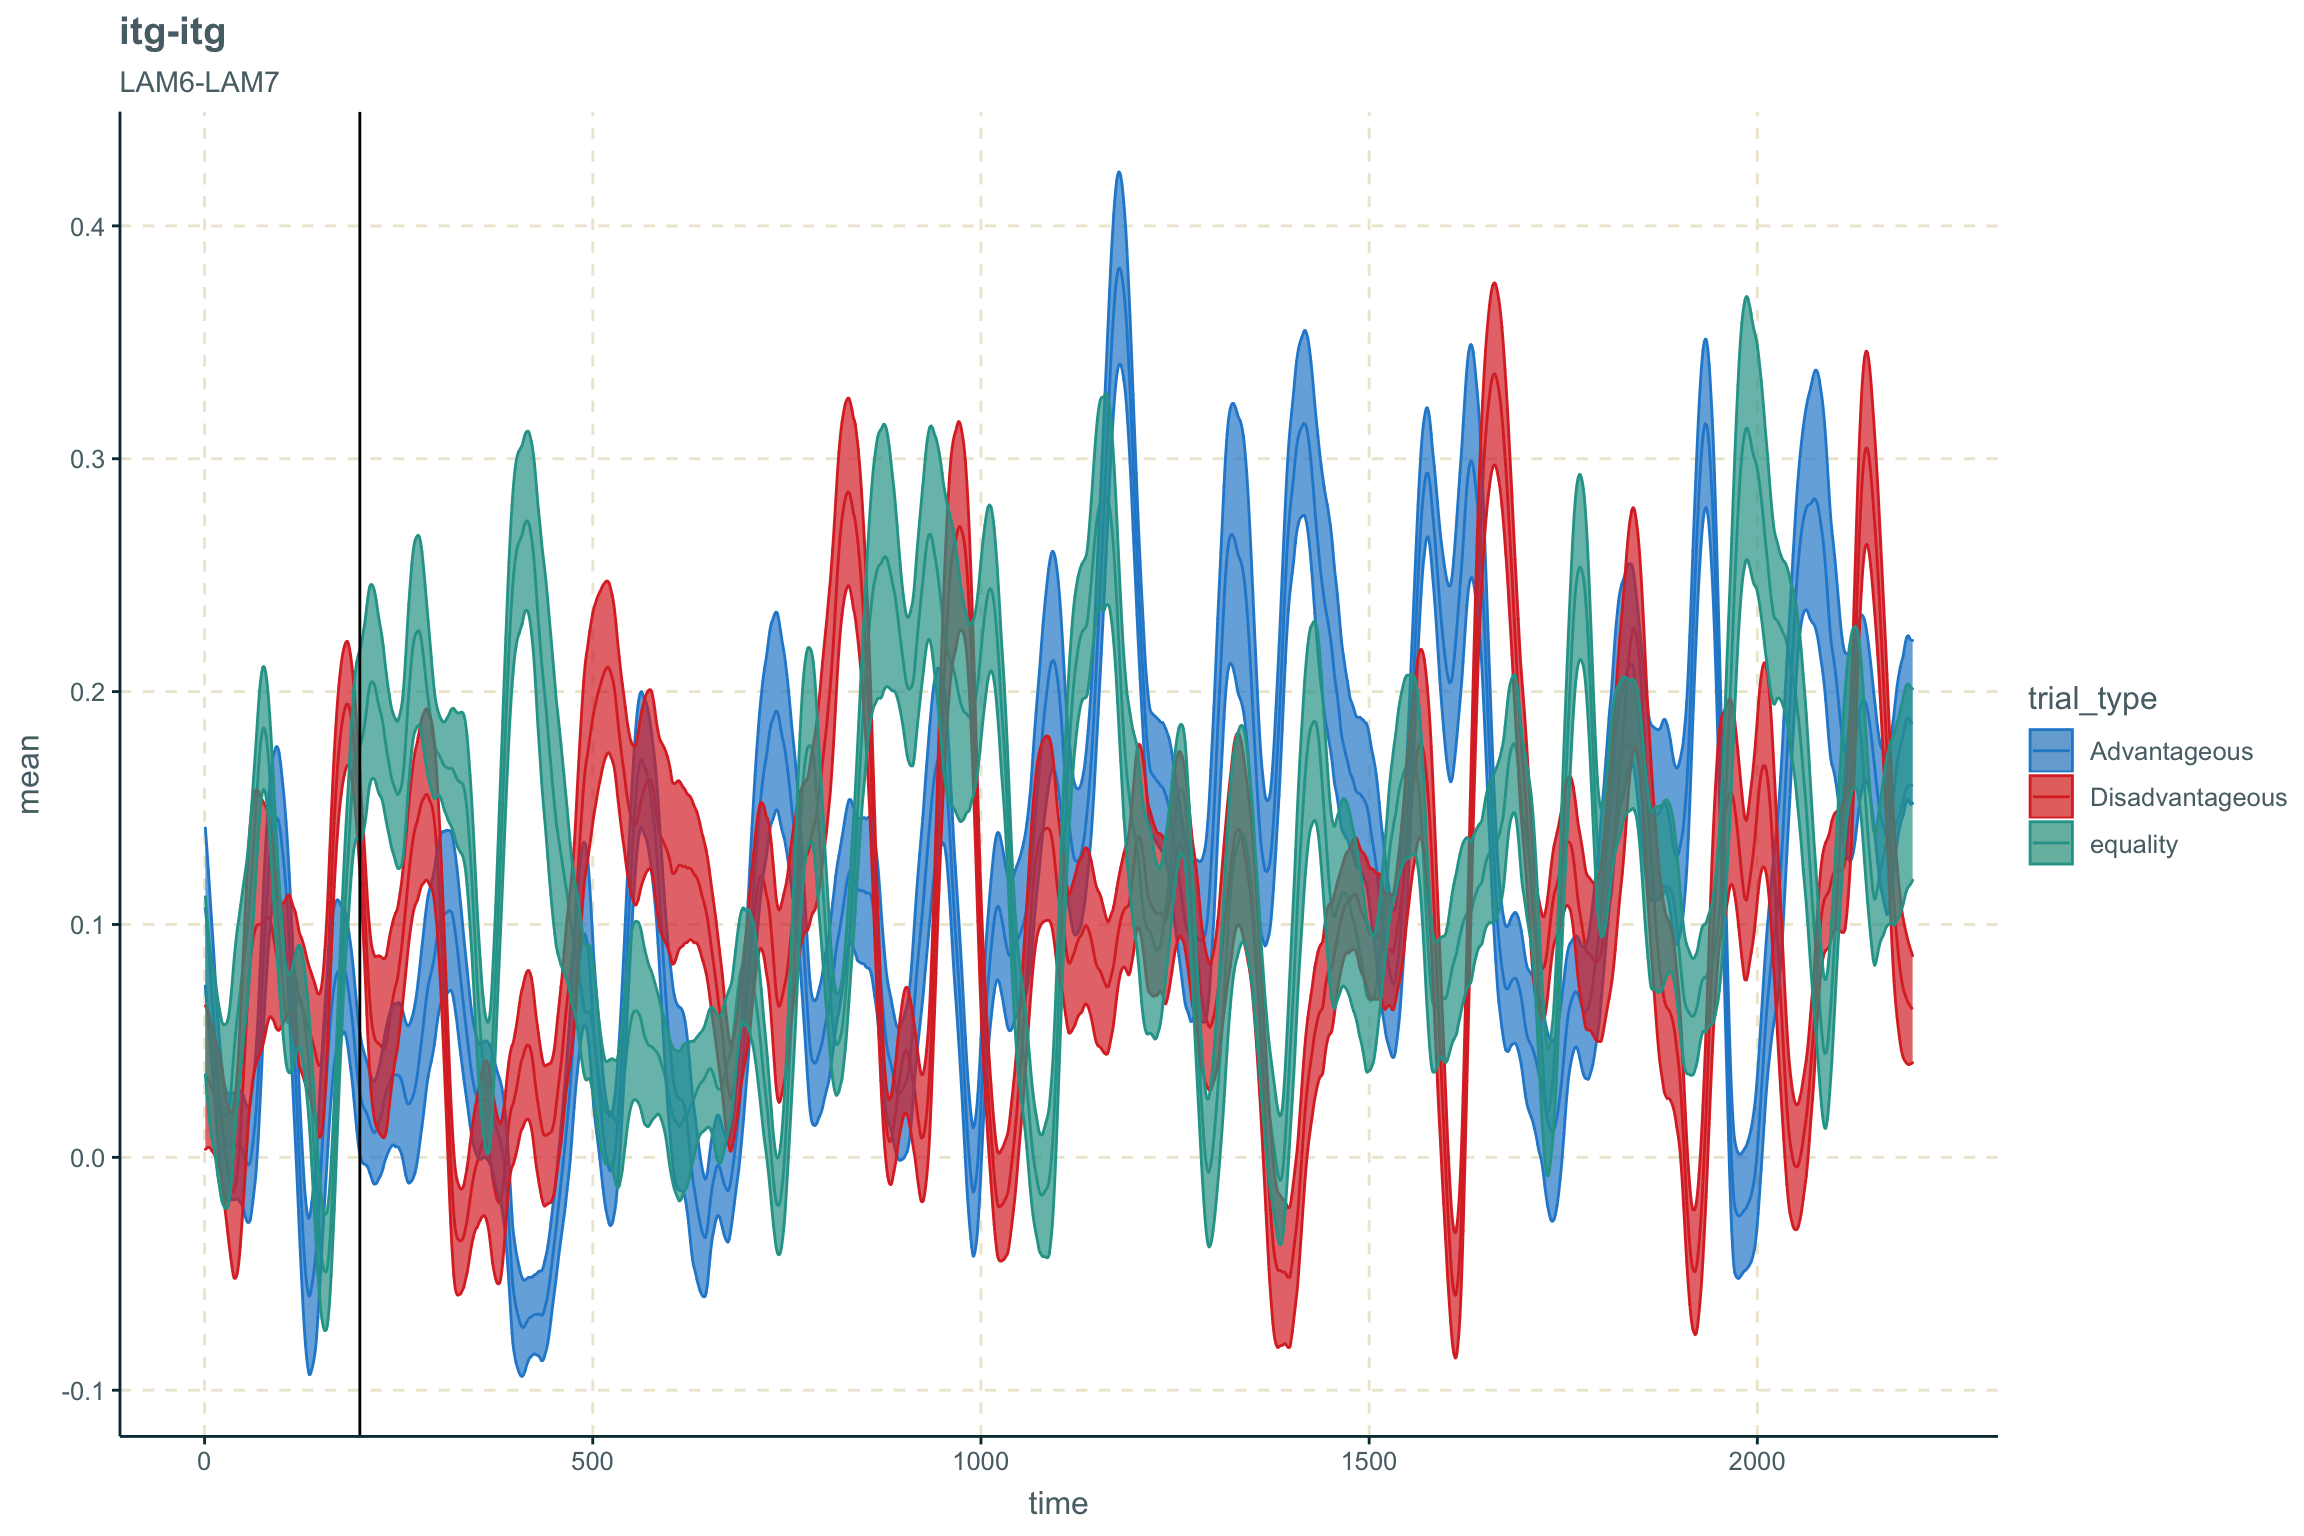 itg-itg
LAM6-LAM7
mean
0.4
0.3
0.2
0.1
0.0
-0.1
0
500
1000
1500
2000
time
trial_type
Advantageous
Disadvantageous
equality